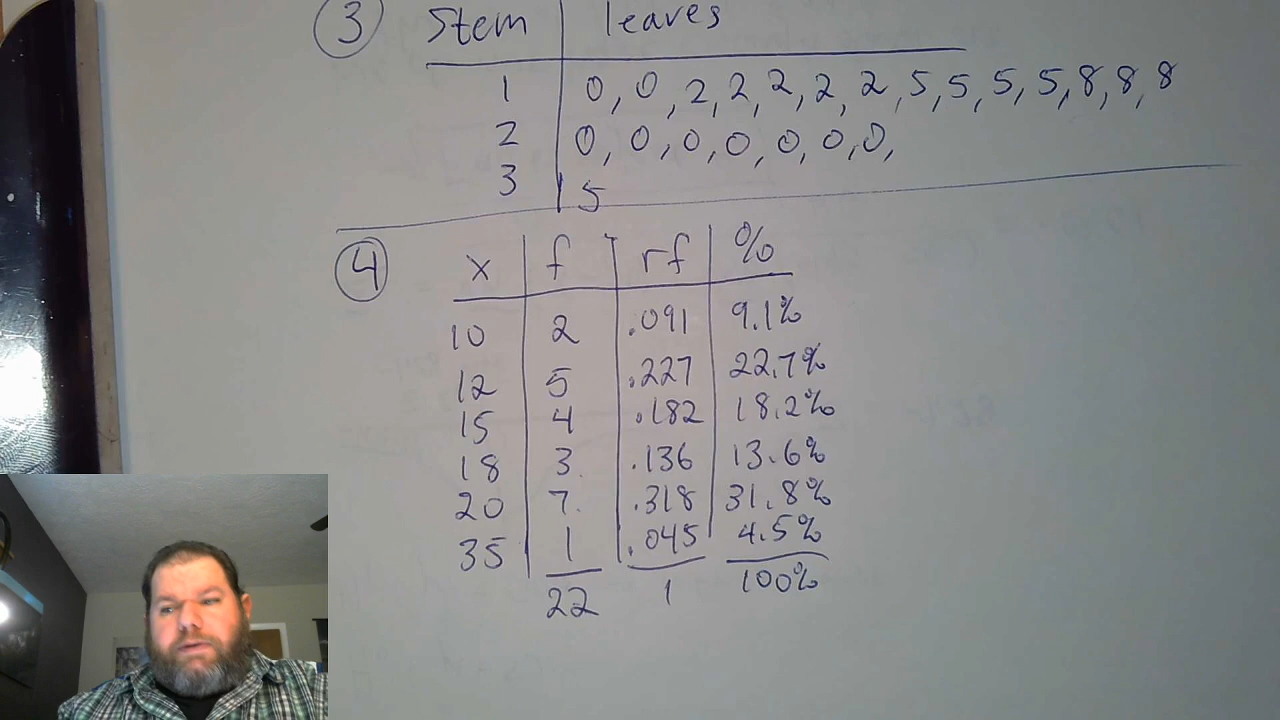 3 Stem leaves
1 0, 0, 2, 2, 2, 2, 2, 5, 5, 5, 5, 8, 8, 8
2 0, 0, 0, 0, 0, 0, 0,
3 5
4 x f rf %
10 2 .091 9.1%
12 5 .227 22.7%
15 4 .182 18.2%
18 3 .136 13.6%
20 7 .318 31.8%
35 1 .045 4.5%
22 1 100%